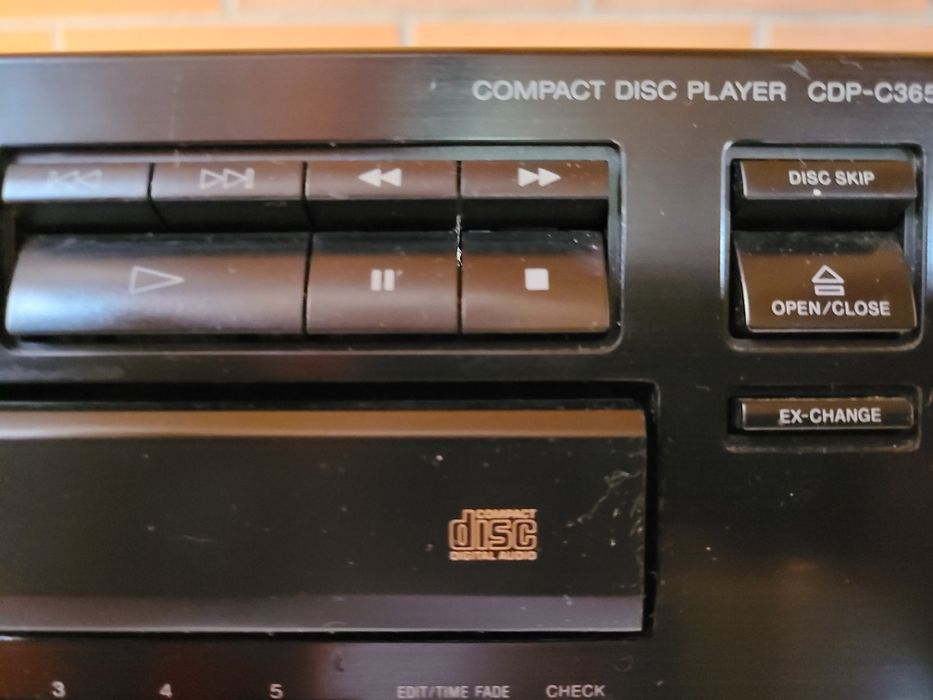 COMPACT DISC PLAYER CDP-C365
DISC SKIP
OPEN/CLOSE
EX-CHANGE
COMPACT
disc
DIGITAL AUDIO
3 4 5 EDIT/TIME FADE CHECK